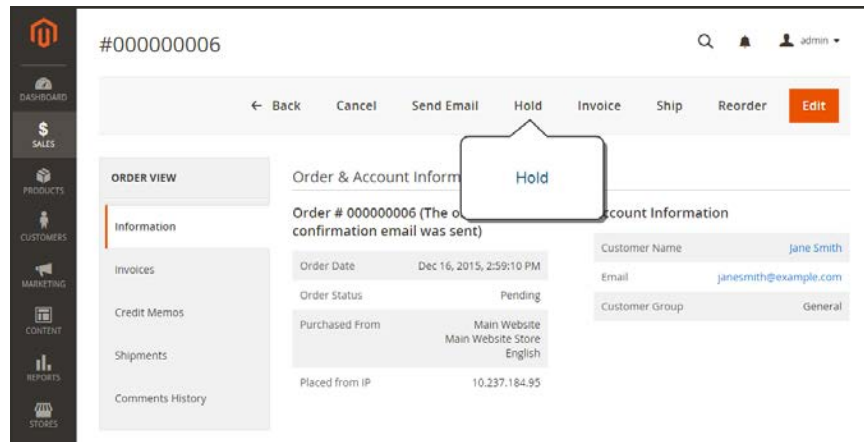 #000000006
admin
DASHBOARD
$
SALES
PRODUCTS
CUSTOMERS
MARKETING
CONTENT
REPORTS
STORES
← Back Cancel Send Email Hold Invoice Ship Reorder Edit
Hold
ORDER VIEW
Information
Invoices
Credit Memos
Shipments
Comments History
Order & Account Inform
Order # 000000006 (The o
confirmation email was sent)
Order Date Dec 16, 2015, 2:59:10 PM
Order Status Pending
Purchased From Main Website
Main Website Store
English
Placed from IP 10.237.184.95
ccount Information
Customer Name Jane Smith
Email janesmith@example.com
Customer Group General